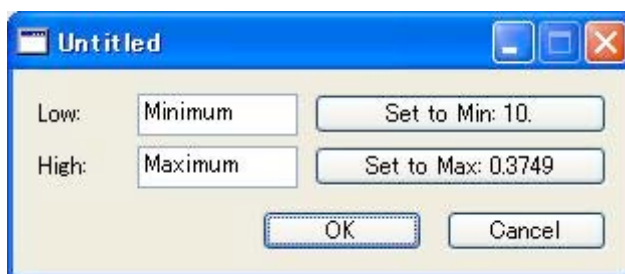 Untitled
Low: Minimum Set to Min: 10.
High: Maximum Set to Max: 0.3749
OK Cancel